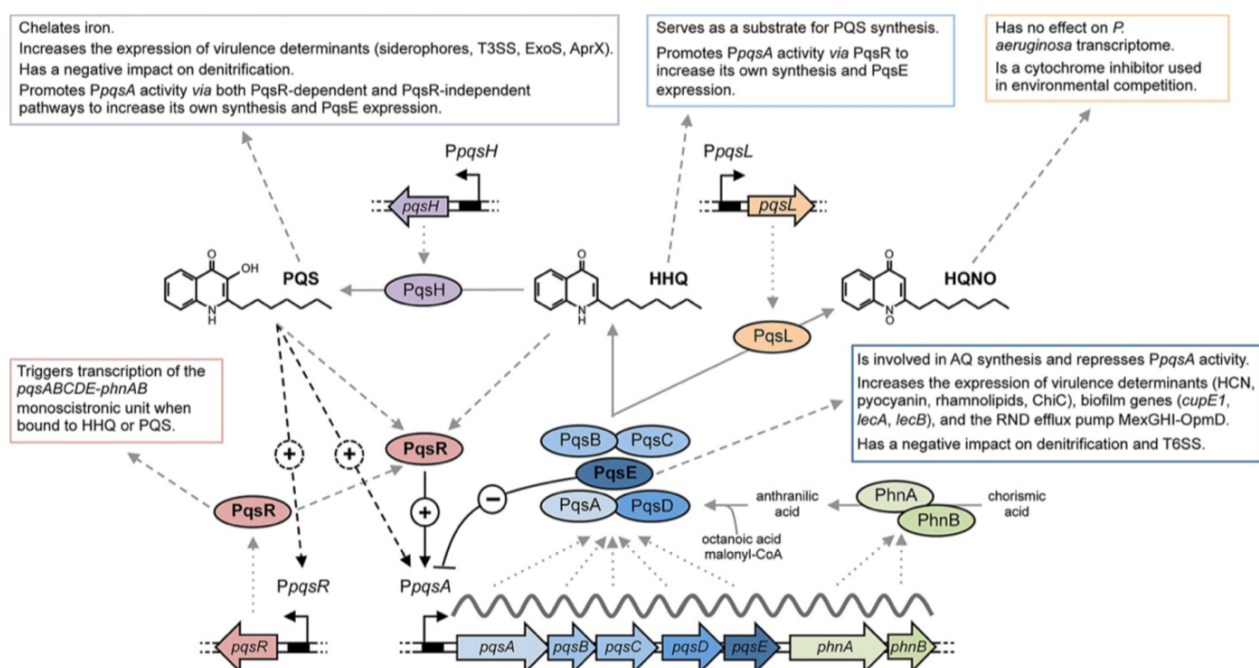 Chelates iron.
Increases the expression of virulence determinants (siderophores, T3SS, ExoS, AprX).
Has a negative impact on denitrification.
Promotes PpqsA activity via both PqsR-dependent and PqsR-independent
pathways to increase its own synthesis and PqsE expression.
Serves as a substrate for PQS synthesis.
Promotes PpqsA activity via PqsR to
increase its own synthesis and PqsE
expression.
Has no effect on P.
aeruginosa transcriptome.
Is a cytochrome inhibitor used
in environmental competition.
PpqsH
PpqsL
pqsH
pqsL
O
OH
N
H
PQS
PqsH
O
N
H
HHQ
O
N
O
HQNO
PqsL
Triggers transcription of the
pqsABCDE-phnAB
monoscistronic unit when
bound to HHQ or PQS.
Is involved in AQ synthesis and represses PpqsA activity.
Increases the expression of virulence determinants (HCN,
pyocyanin, rhamnolipids, ChiC), biofilm genes (cupE1,
lecA, lecB), and the RND efflux pump MexGHI-OpmD.
Has a negative impact on denitrification and T6SS.
+
+
PqsR
PqsB
PqsC
PqsE
PqsA
PqsD
−
+
PqsR
anthranilic
acid
octanoic acid
malonyl-CoA
PhnA
PhnB
chorismic
acid
PpqsR
PpqsA
pqsR
pqsA
pqsB
pqsC
pqsD
pqsE
phnA
phnB